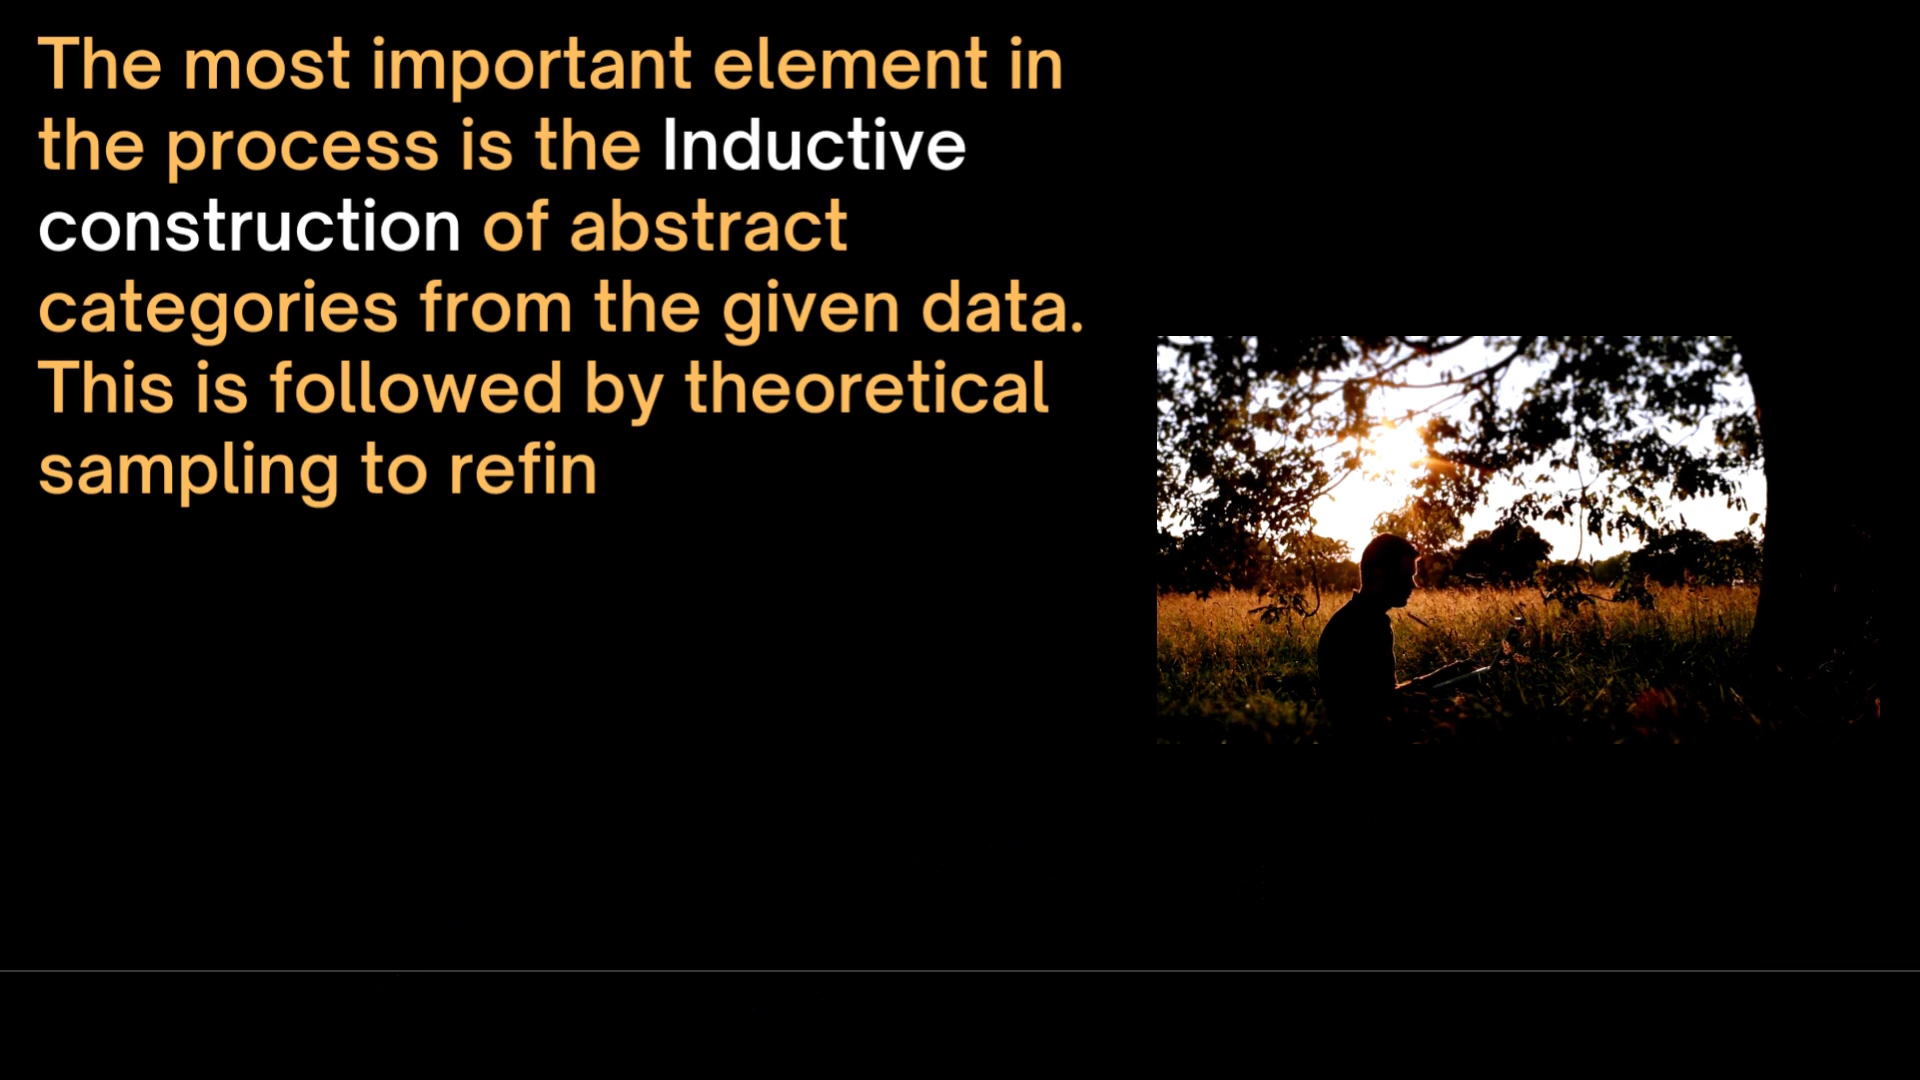 The most important element in
the process is the Inductive
construction of abstract
categories from the given data.
This is followed by theoretical
sampling to refin